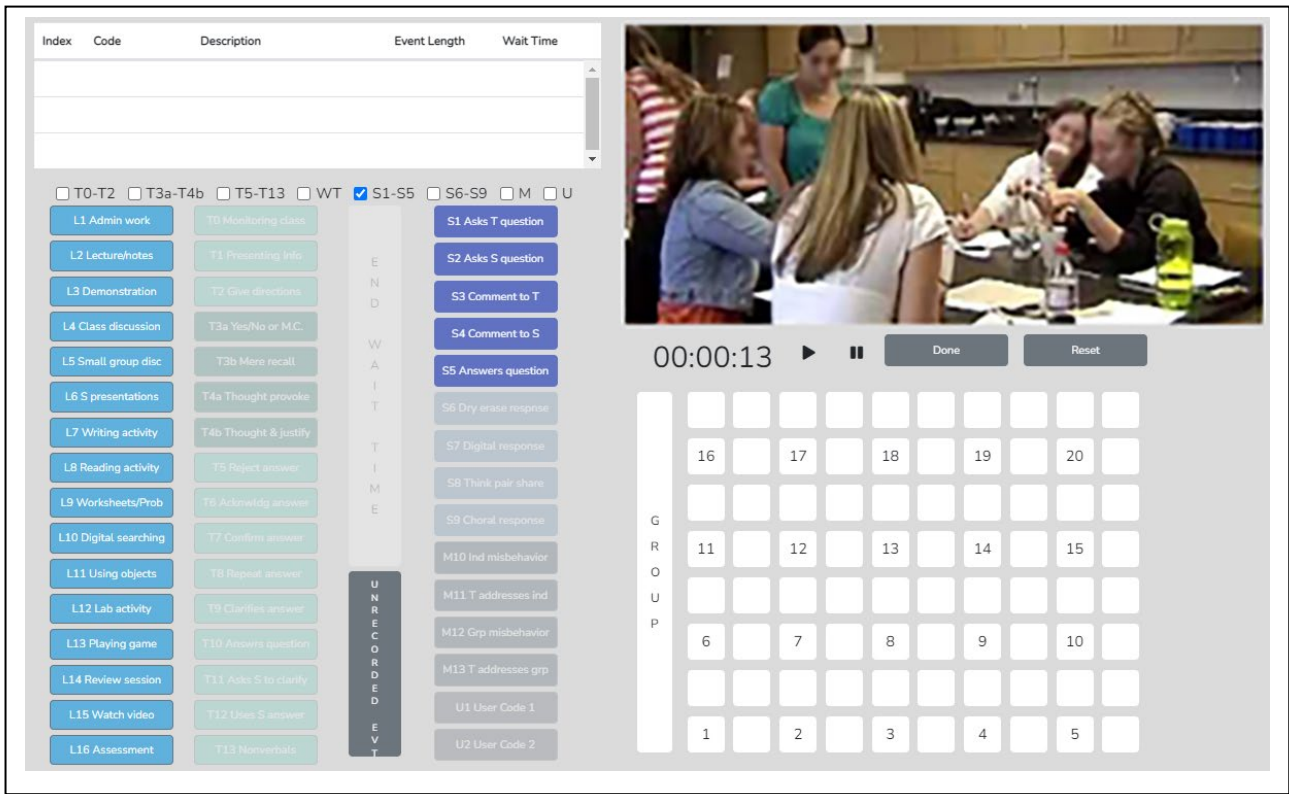 Index Code Description Event Length Wait Time
T0-T2 T3a-T4b T5-T13 WT S1-S5 S6-S9 M U
L1 Admin work
L2 Lecture/notes
L3 Demonstration
L4 Class discussion
L5 Small group disc
L6 S presentations
L7 Writing activity
L8 Reading activity
L9 Worksheets/Prob
L10 Digital searching
L11 Using objects
L12 Lab activity
L13 Playing game
L14 Review session
L15 Watch video
L16 Assessment
T0 Monitoring class
T1 Presenting Info
T2 Give directions
T3a Yes/No or M.C.
T3b Mere recall
T4a Thought provoke
T4b Thought & justify
T5 Reject answer
T6 Acknwldg answer
T7 Confirm answer
T8 Repeat answer
T9 Clarifies answer
T10 Answers question
T11 Asks S to clarify
T12 Uses S answer
T13 Nonverbals
END WAIT TIME
UNRECORDED EVT
S1 Asks T question
S2 Asks S question
S3 Comment to T
S4 Comment to S
S5 Answers question
S6 Dry erase respnse
S7 Digital response
S8 Think pair share
S9 Choral response
M10 Ind misbehavior
M11 T addresses ind
M12 Grp misbehavior
M13 T addresses grp
U1 User Code 1
U2 User Code 2
00:00:13 Done Reset
GROUP
16 17 18 19 20
11 12 13 14 15
6 7 8 9 10
1 2 3 4 5